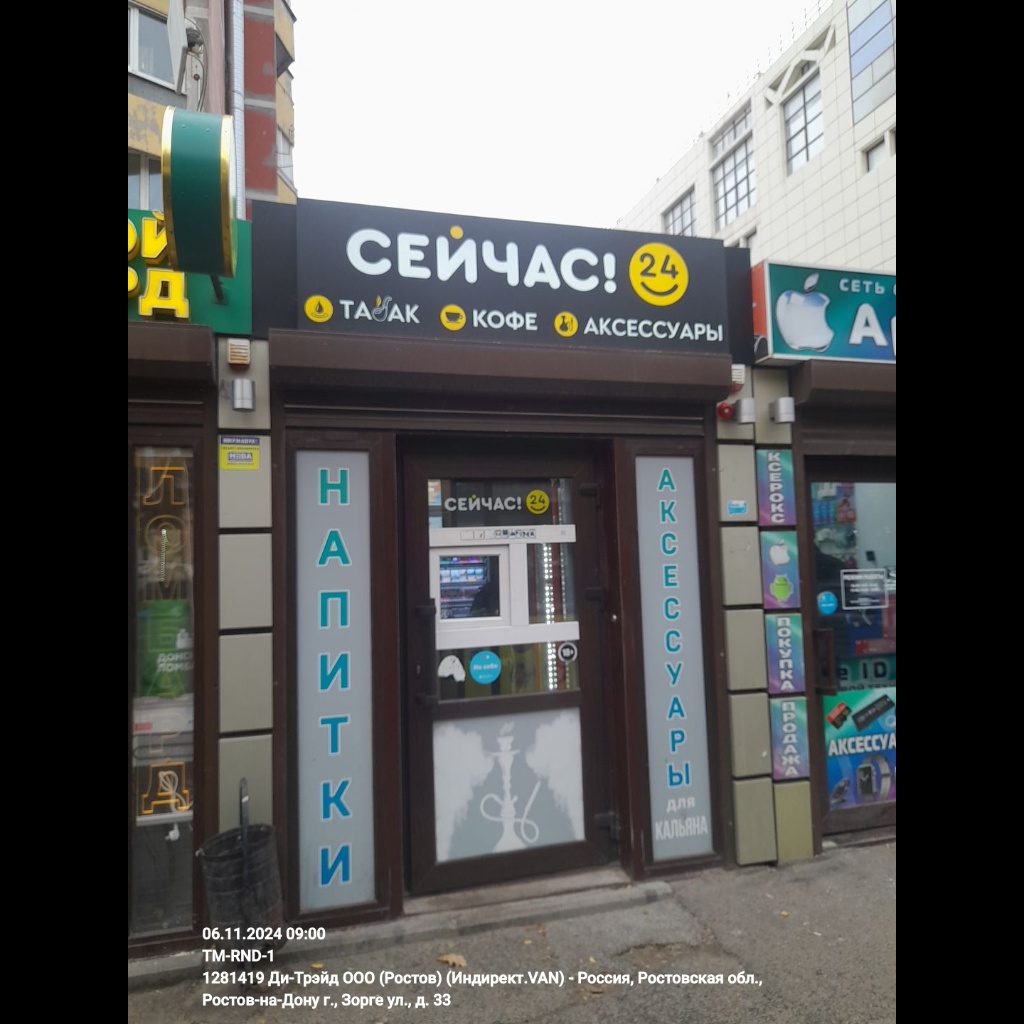 СЕЙЧАС! 24
ТАБАК КОФЕ АКСЕССУАРЫ
СЕТЬ
НАПИТКИ
СЕЙЧАС! 24
18+
АКСЕССУАРЫ
для
КАЛЬЯНА
КСЕРОКС
ПОКУПКА
ПРОДАЖА
ЛОМБАРД
06.11.2024 09:00
TM-RND-1
1281419 Ди-Трэйд ООО (Ростов) (Индирект.VAN) - Россия, Ростовская обл.,
Ростов-на-Дону г., Зорге ул., д. 33